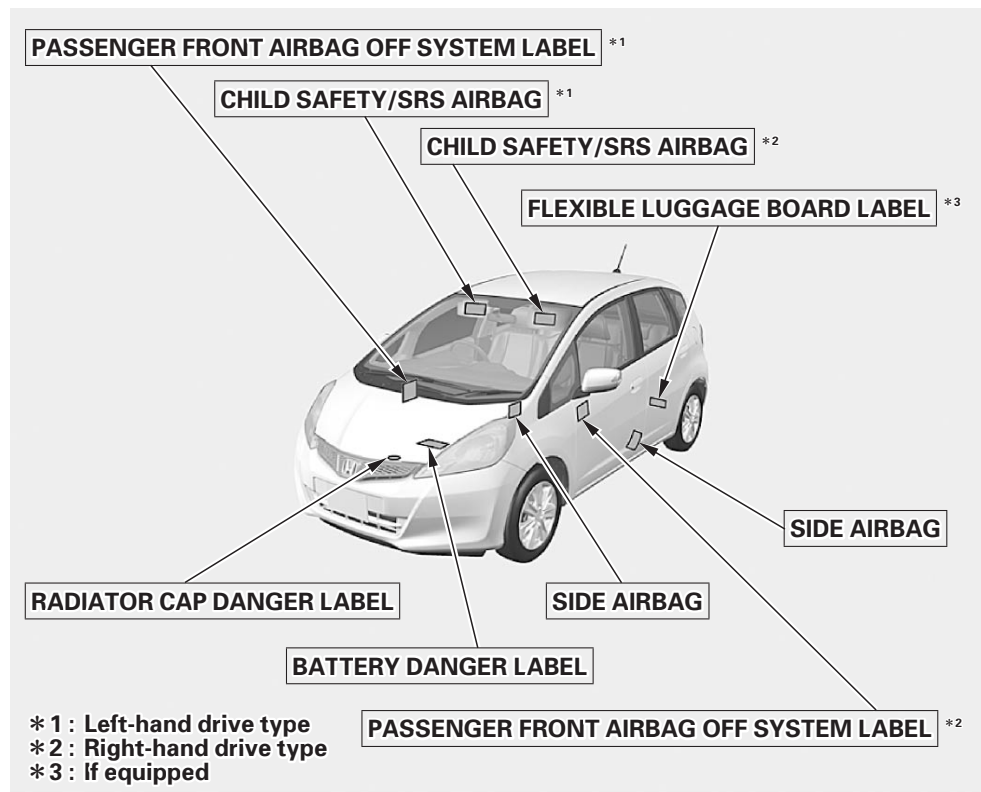 PASSENGER FRONT AIRBAG OFF SYSTEM LABEL *1
CHILD SAFETY/SRS AIRBAG *1
CHILD SAFETY/SRS AIRBAG *2
FLEXIBLE LUGGAGE BOARD LABEL *3
SIDE AIRBAG
RADIATOR CAP DANGER LABEL
SIDE AIRBAG
BATTERY DANGER LABEL
PASSENGER FRONT AIRBAG OFF SYSTEM LABEL *2
*1 : Left-hand drive type
*2 : Right-hand drive type
*3 : If equipped